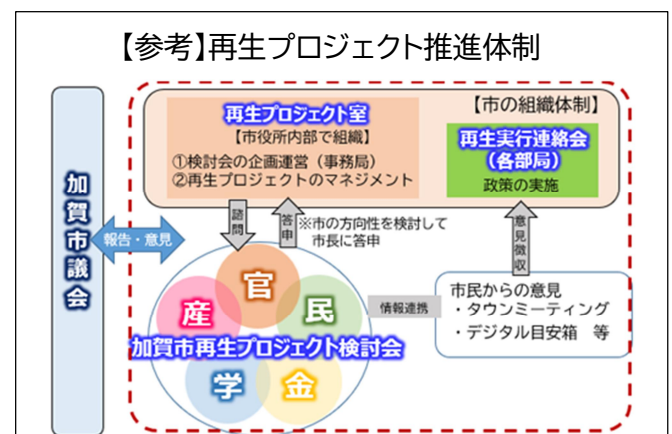 【参考】再生プロジェクト推進体制
加賀市議会
報告・意見
【市の組織体制】
再生プロジェクト室
【市役所内部で組織】
①検討会の企画運営（事務局）
②再生プロジェクトのマネジメント
再生実行連絡会
（各部局）
政策の実施
諮問
答申
※市の方向性を検討して
市長に答申
意見徴収
官
産
民
加賀市再生プロジェクト検討会
学
金
情報連携
市民からの意見
・タウンミーティング
・デジタル目安箱　等